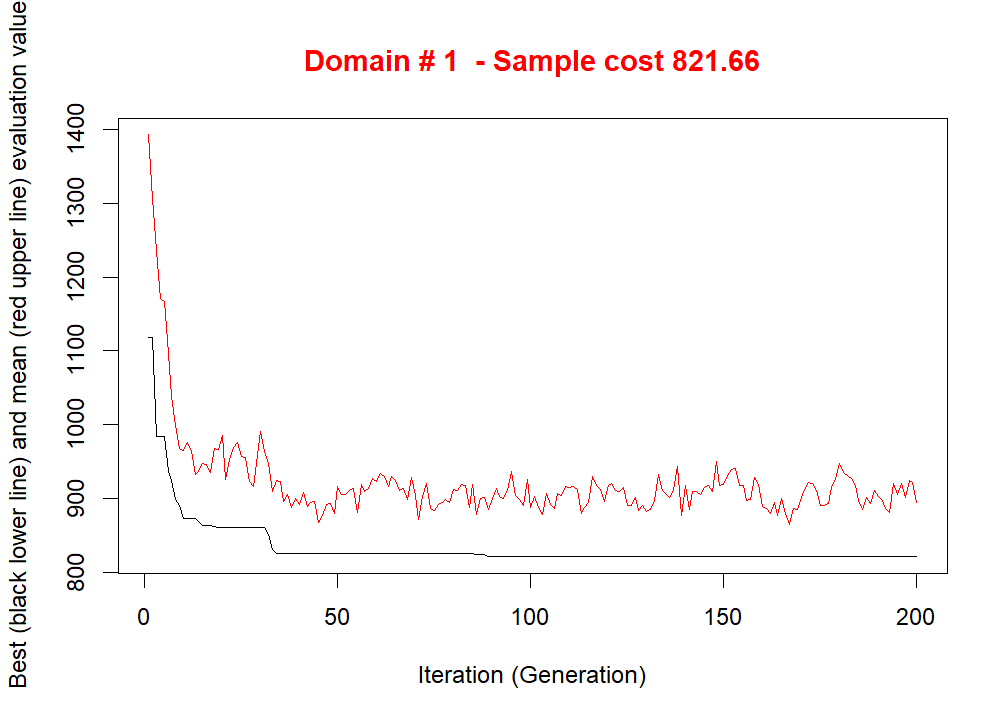 Domain # 1  - Sample cost 821.66
Best (black lower line) and mean (red upper line) evaluation value
1400
1300
1200
1100
1000
900
800
0 50 100 150 200
Iteration (Generation)